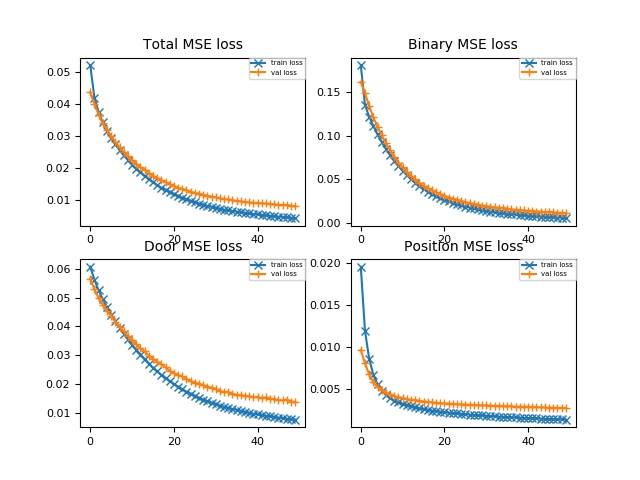 Total MSE loss
train loss
val loss
0.05
0.04
0.03
0.02
0.01
0 20 40
Binary MSE loss
train loss
val loss
0.15
0.10
0.05
0.00
0 20 40
Door MSE loss
train loss
val loss
0.06
0.05
0.04
0.03
0.02
0.01
0 20 40
Position MSE loss
train loss
val loss
0.020
0.015
0.010
0.005
0 20 40